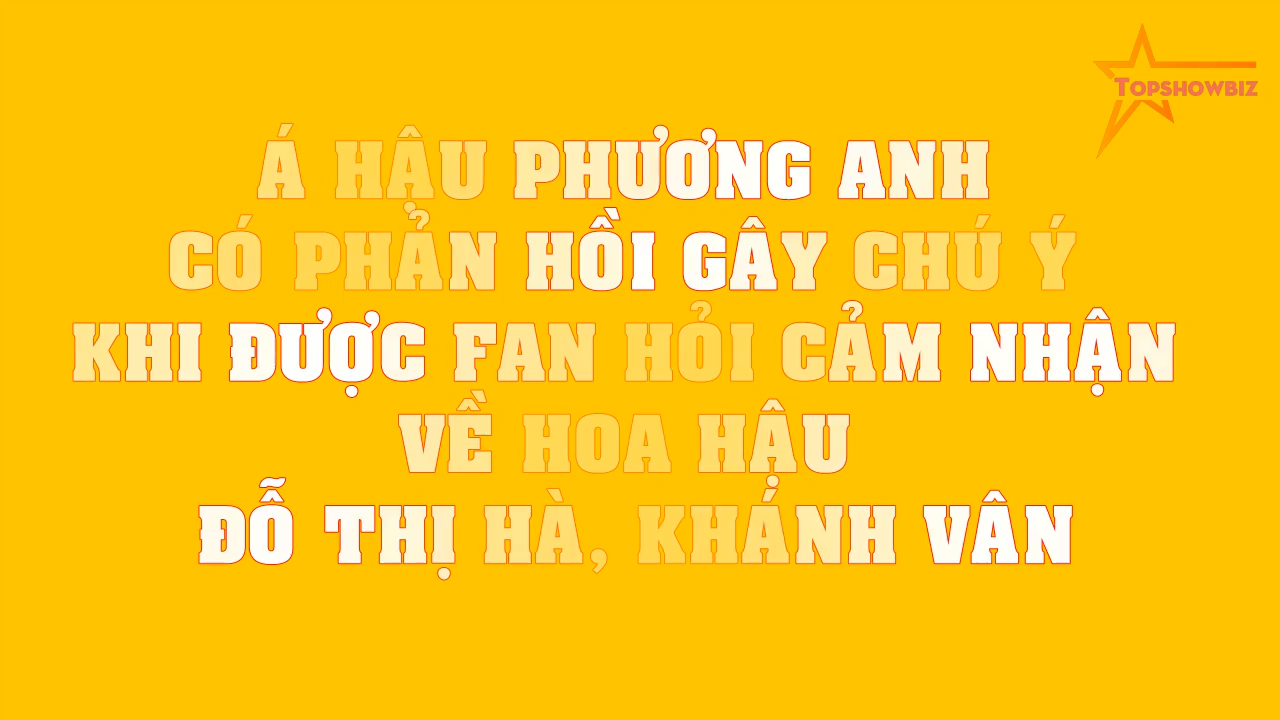 TOPSHOWBIZ
Á HẬU PHƯƠNG ANH
CÓ PHẢN HỒI GÂY CHÚ Ý
KHI ĐƯỢC FAN HỎI CẢM NHẬN
VỀ HOA HẬU
ĐỖ THỊ HÀ, KHÁNH VÂN